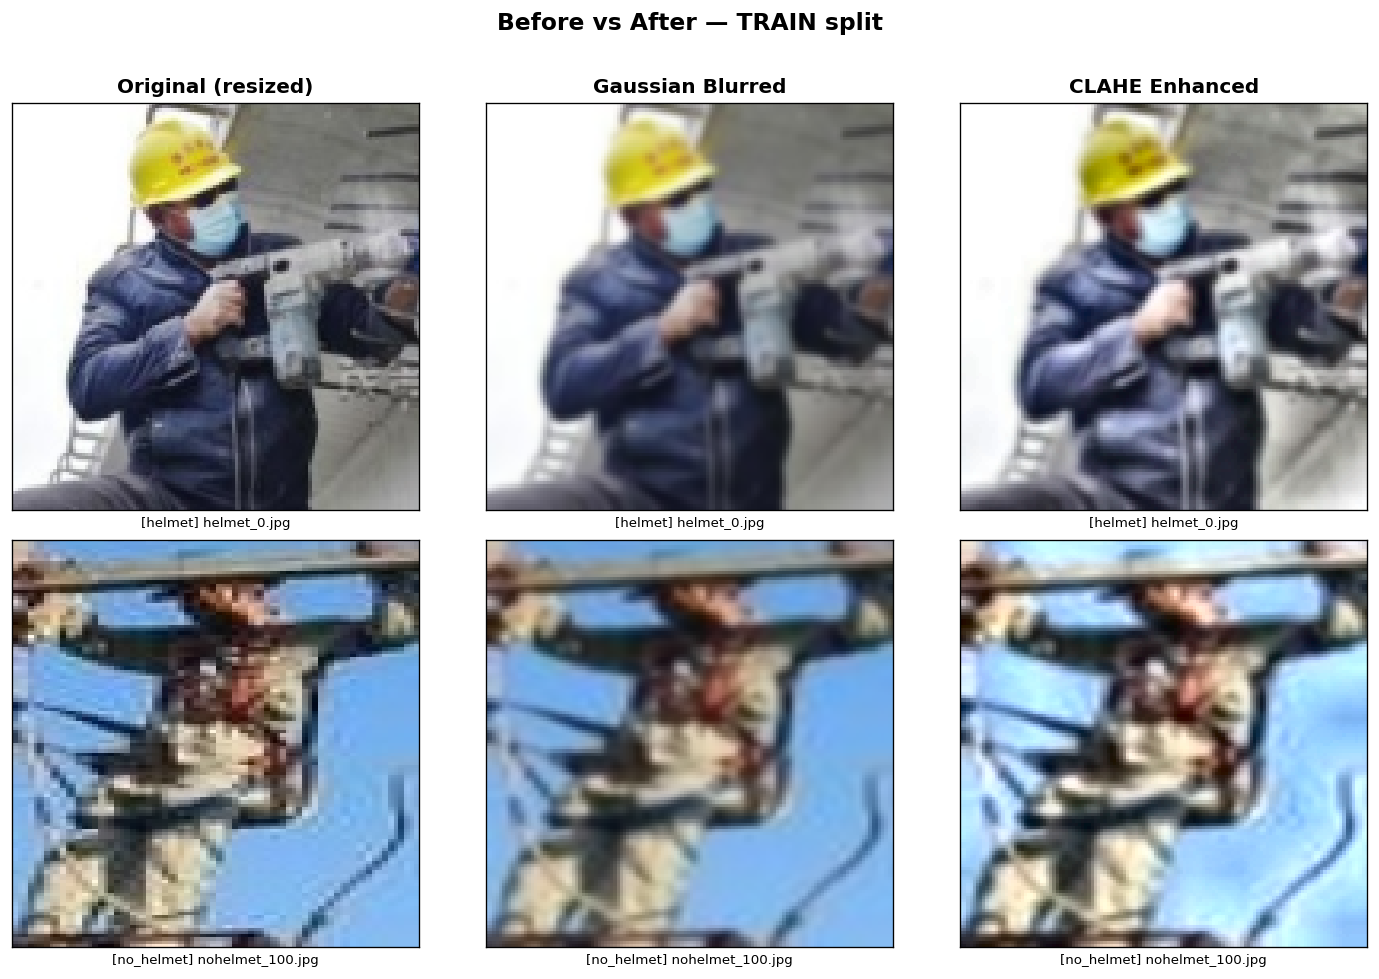 Before vs After — TRAIN split
Original (resized)
Gaussian Blurred
CLAHE Enhanced
[helmet] helmet_0.jpg
[helmet] helmet_0.jpg
[helmet] helmet_0.jpg
[no_helmet] nohelmet_100.jpg
[no_helmet] nohelmet_100.jpg
[no_helmet] nohelmet_100.jpg